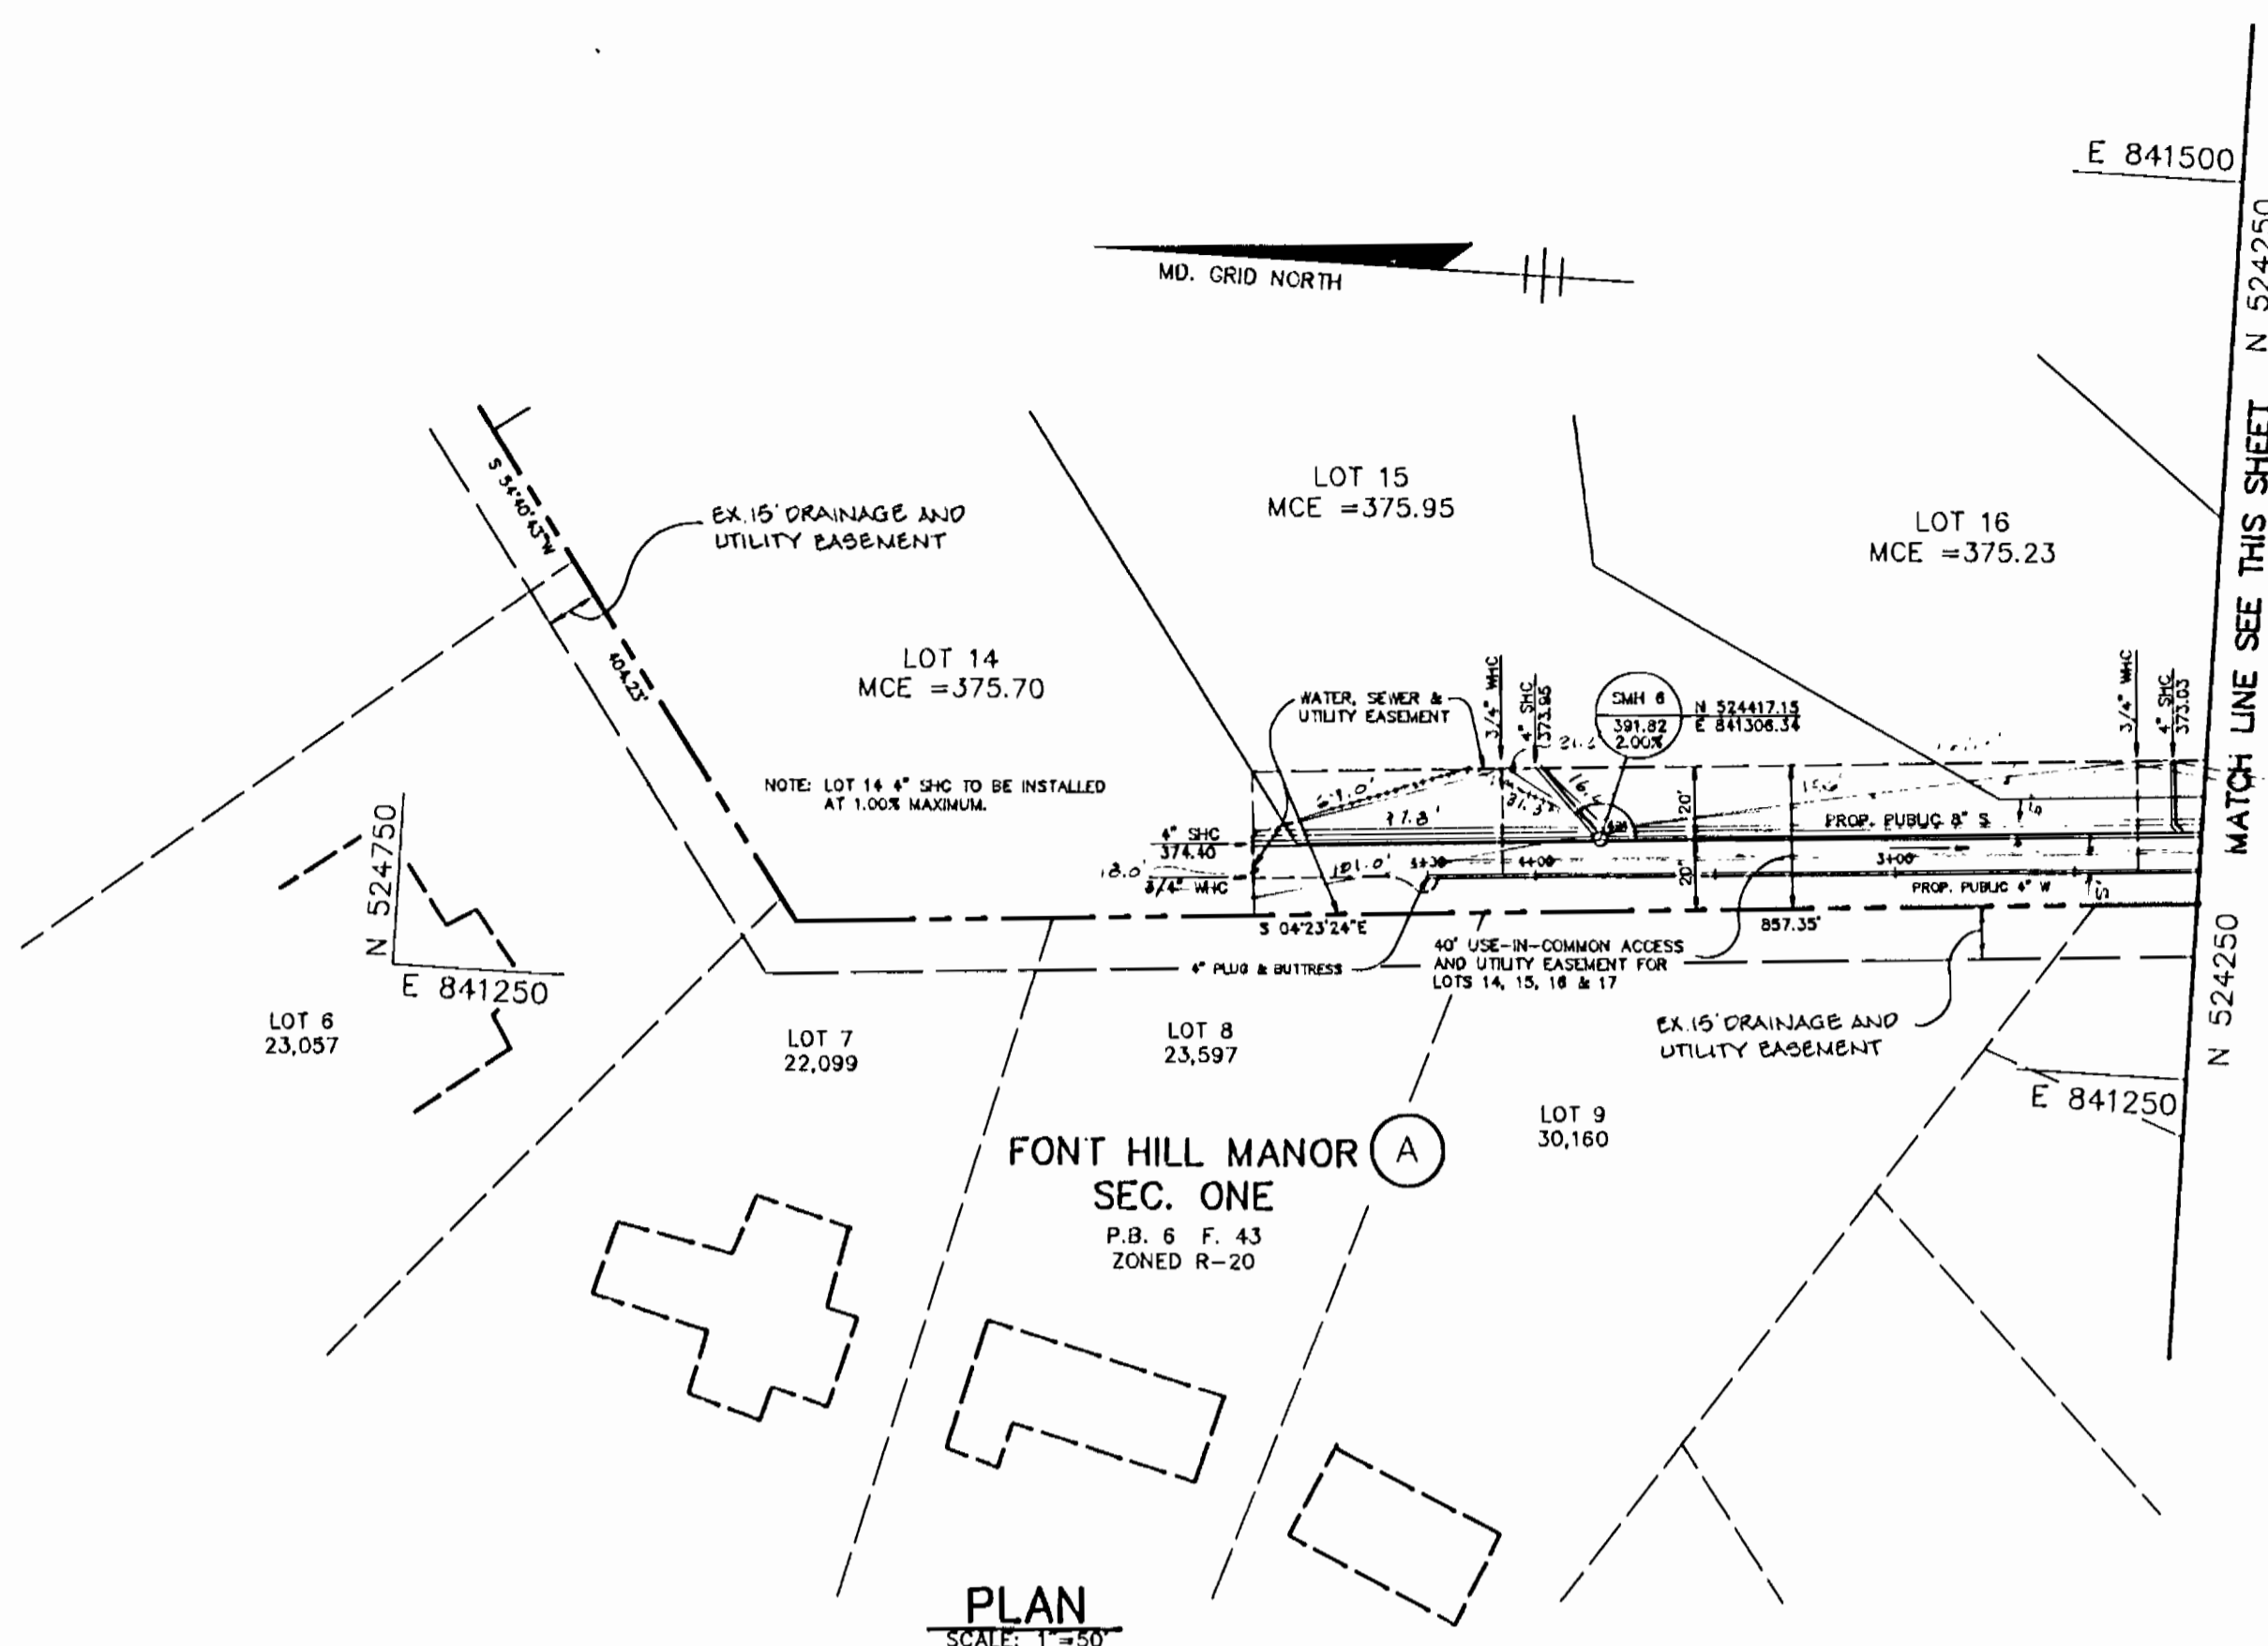 E 841500
N 524250
MATCH LINE SEE THIS SHEET
N 524250
MD. GRID NORTH
S 34°40'43"W
404.23'
EX. 15' DRAINAGE AND
UTILITY EASEMENT
LOT 15
MCE =375.95
LOT 16
MCE =375.23
LOT 14
MCE =375.70
NOTE: LOT 14 4" SHC TO BE INSTALLED
AT 1.00% MAXIMUM.
WATER, SEWER &
UTILITY EASEMENT
3/4" WHC
4" SHC
373.95
SMH 6
391.82
2.00%
N 524417.15
E 841306.34
3/4" WHC
4" SHC
373.03
77.8'
20'
20'
PROP. PUBLIC 8" S
4" SHC
374.40
18.0'
3/4" WHC
101.0'
4+00
3+00
PROP. PUBLIC 4" W
S 04°23'24"E
857.35'
4" PLUG & BUTTRESS
40' USE-IN-COMMON ACCESS
AND UTILITY EASEMENT FOR
LOTS 14, 15, 16 & 17
EX. 15' DRAINAGE AND
UTILITY EASEMENT
N 524750
E 841250
LOT 6
23,057
LOT 7
22,099
LOT 8
23,597
LOT 9
30,160
E 841250
FONT HILL MANOR
A
SEC. ONE
P.B. 6 F. 43
ZONED R-20
PLAN
SCALE: 1"=50'